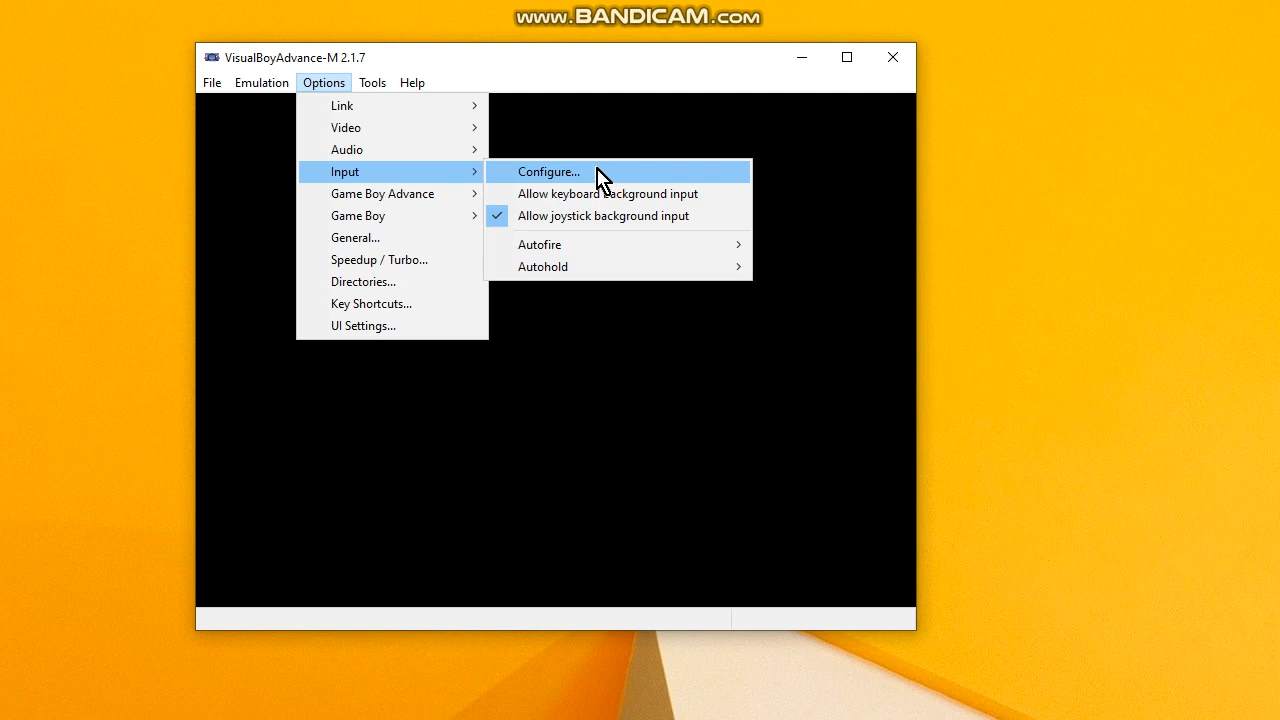 www.BANDICAM.com
VisualBoyAdvance-M 2.1.7
File Emulation Options Tools Help
Link
Video
Audio
Input
Game Boy Advance
Game Boy
General...
Speedup / Turbo...
Directories...
Key Shortcuts...
UI Settings...
Configure...
Allow keyboard background input
Allow joystick background input
Autofire
Autohold